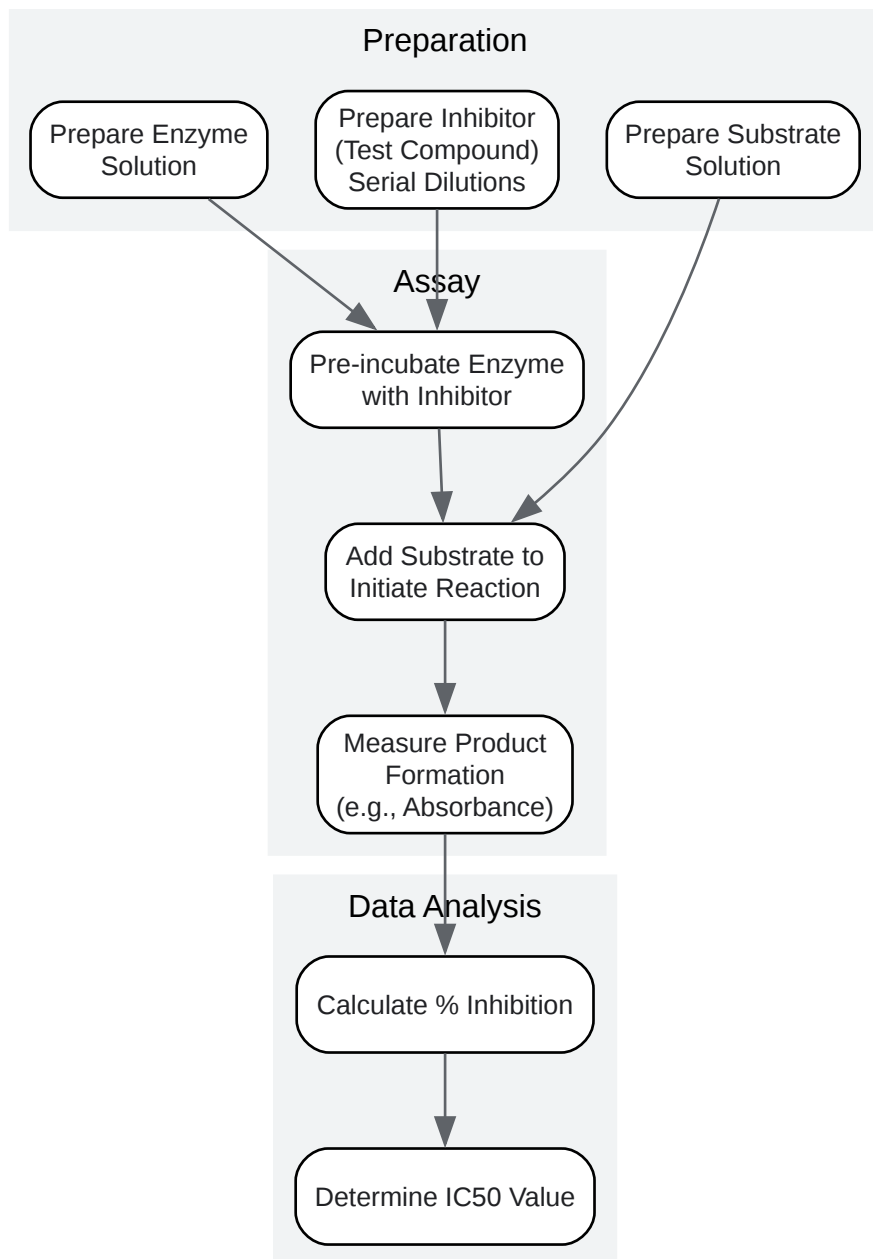 Preparation
Prepare Enzyme
Solution
Prepare Inhibitor
(Test Compound)
Serial Dilutions
Prepare Substrate
Solution
Assay
Pre-incubate Enzyme
with Inhibitor
Add Substrate to
Initiate Reaction
Measure Product
Formation
(e.g., Absorbance)
Data Analysis
Calculate % Inhibition
Determine IC50 Value